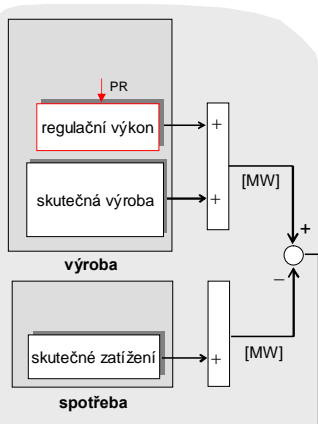 PR
regulační výkon
+
[MW]
skutečná výroba
+
výroba
+
−
skutečné zatížení
+
[MW]
spotřeba